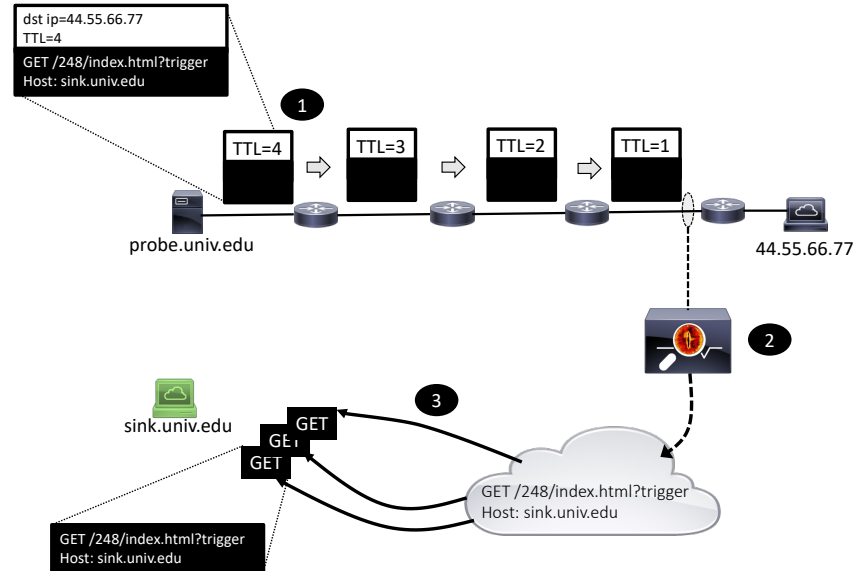 dst ip=44.55.66.77
TTL=4
GET /248/index.html?trigger
Host: sink.univ.edu
1
TTL=4
TTL=3
TTL=2
TTL=1
probe.univ.edu
44.55.66.77
2
3
sink.univ.edu
GET
GET
GET
GET /248/index.html?trigger
Host: sink.univ.edu
GET /248/index.html?trigger
Host: sink.univ.edu